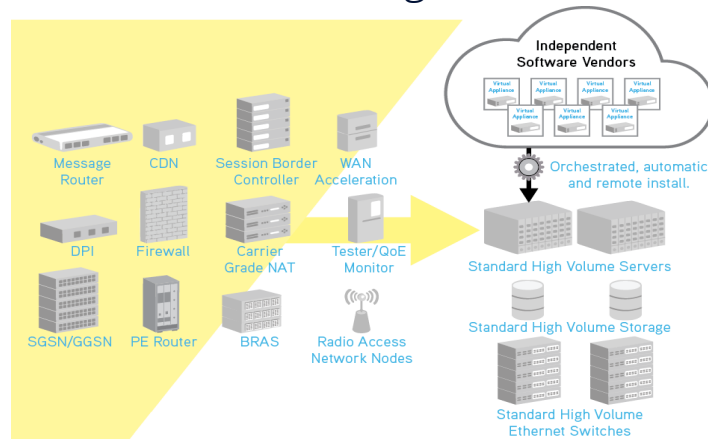 Independent
Software Vendors
Virtual
Appliance
Virtual
Appliance
Virtual
Appliance
Virtual
Appliance
Virtual
Appliance
Virtual
Appliance
Virtual
Appliance
Orchestrated, automatic
and remote install.
Message
Router
CDN
Session Border
Controller
WAN
Acceleration
DPI
Firewall
Carrier
Grade NAT
Tester/QoE
Monitor
SGSN/GGSN
PE Router
BRAS
Radio Access
Network Nodes
Standard High Volume Servers
Standard High Volume Storage
Standard High Volume
Ethernet Switches